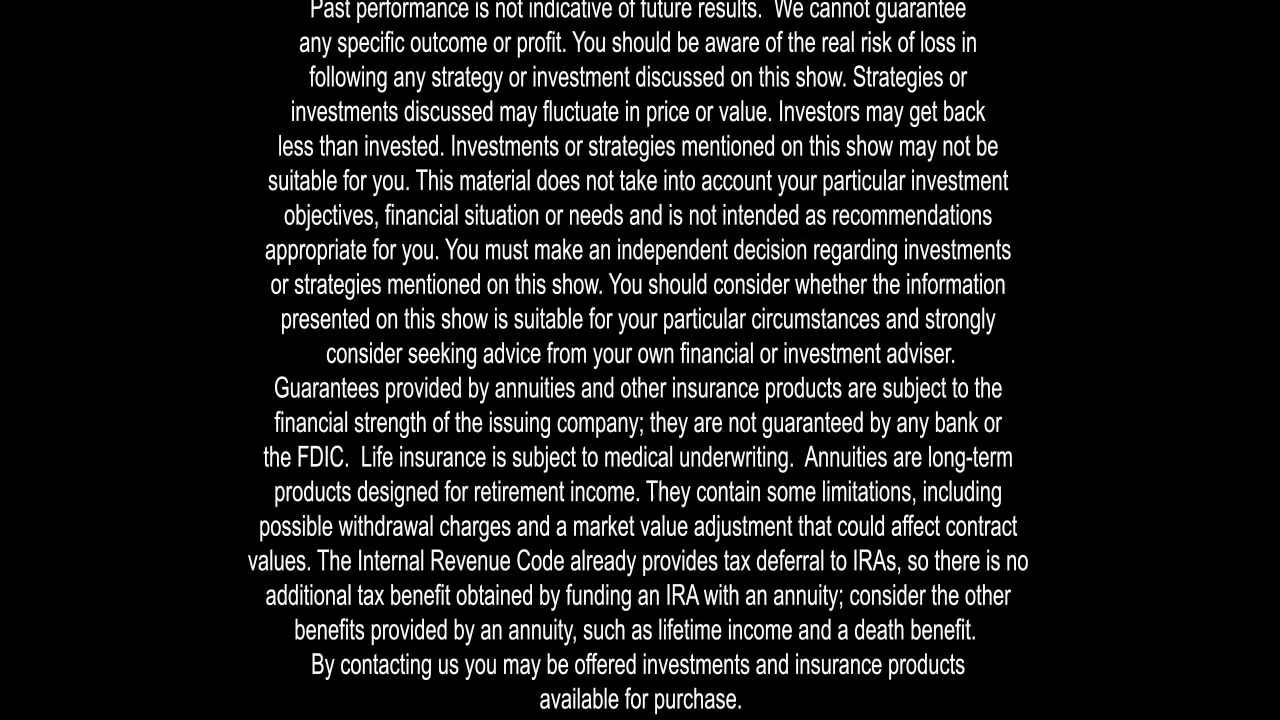 Past performance is not indicative of future results.  We cannot guarantee
any specific outcome or profit. You should be aware of the real risk of loss in
following any strategy or investment discussed on this show. Strategies or
investments discussed may fluctuate in price or value. Investors may get back
less than invested. Investments or strategies mentioned on this show may not be
suitable for you. This material does not take into account your particular investment
objectives, financial situation or needs and is not intended as recommendations
appropriate for you. You must make an independent decision regarding investments
or strategies mentioned on this show. You should consider whether the information
presented on this show is suitable for your particular circumstances and strongly
consider seeking advice from your own financial or investment adviser.
Guarantees provided by annuities and other insurance products are subject to the
financial strength of the issuing company; they are not guaranteed by any bank or
the FDIC.  Life insurance is subject to medical underwriting.  Annuities are long-term
products designed for retirement income. They contain some limitations, including
possible withdrawal charges and a market value adjustment that could affect contract
values. The Internal Revenue Code already provides tax deferral to IRAs, so there is no
additional tax benefit obtained by funding an IRA with an annuity; consider the other
benefits provided by an annuity, such as lifetime income and a death benefit.
By contacting us you may be offered investments and insurance products
available for purchase.